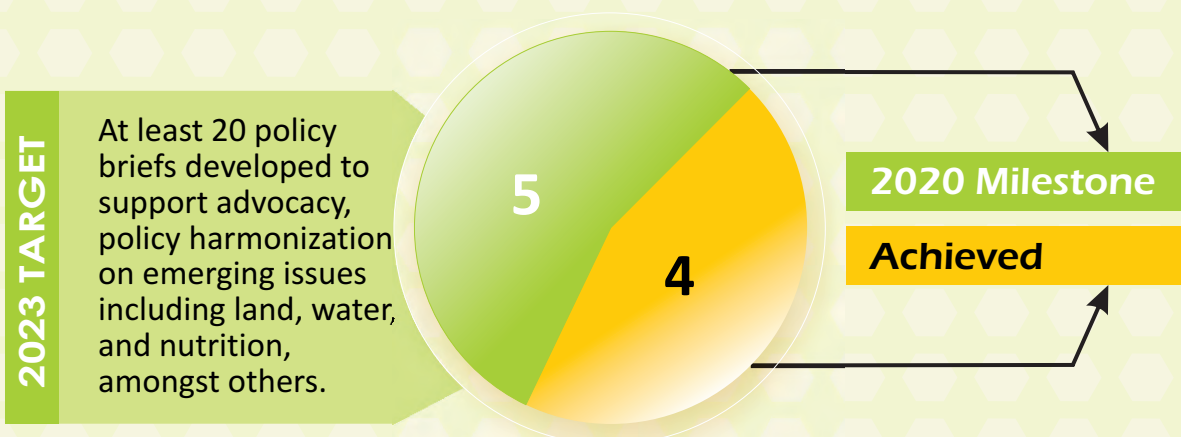 2023 TARGET
At least 20 policy
briefs developed to
support advocacy,
policy harmonization
on emerging issues
including land, water,
and nutrition,
amongst others.
5
4
2020 Milestone
Achieved